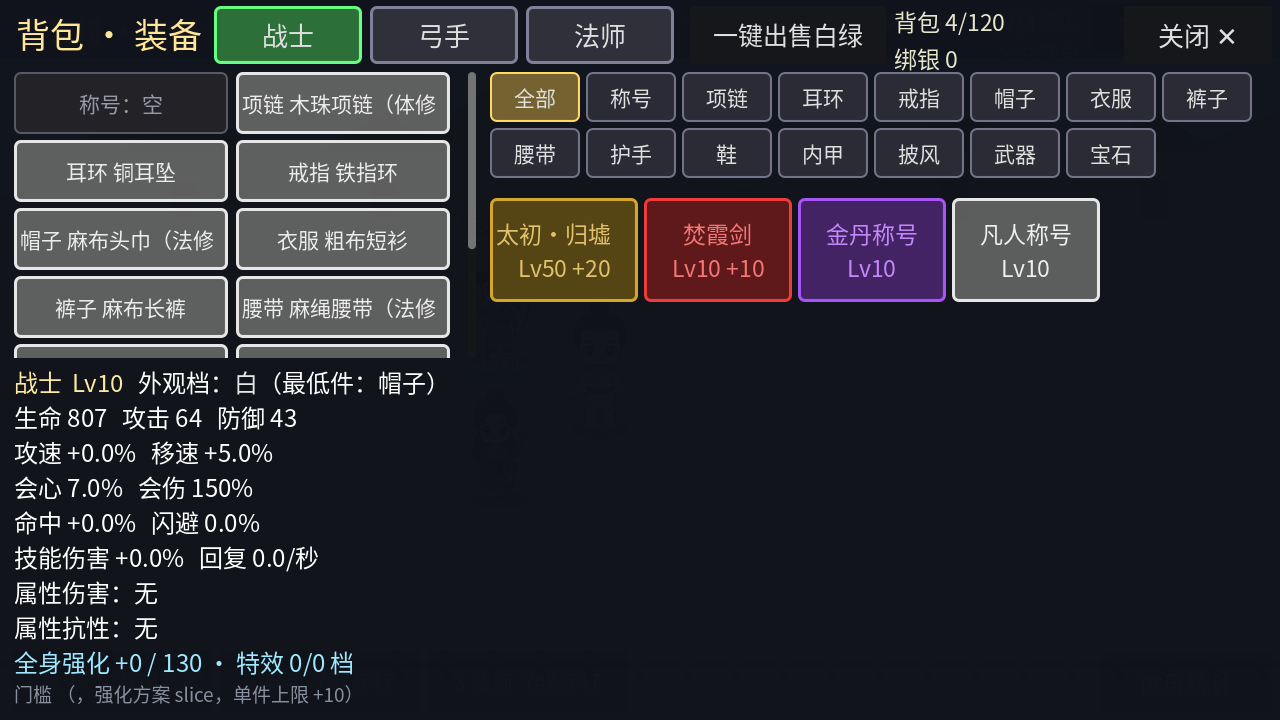 背包 · 装备
战士
弓手
法师
一键出售白绿
背包 4/120
绑银 0
关闭 ✕
称号：空
项链 木珠项链（体修
耳环 铜耳坠
戒指 铁指环
帽子 麻布头巾（法修
衣服 粗布短衫
裤子 麻布长裤
腰带 麻绳腰带（法修
全部
称号
项链
耳环
戒指
帽子
衣服
裤子
腰带
护手
鞋
内甲
披风
武器
宝石
太初·归墟
Lv50 +20
焚霞剑
Lv10 +10
金丹称号
Lv10
凡人称号
Lv10
战士 Lv10 外观档：白（最低件：帽子）
生命 807 攻击 64 防御 43
攻速 +0.0% 移速 +5.0%
会心 7.0% 会伤 150%
命中 +0.0% 闪避 0.0%
技能伤害 +0.0% 回复 0.0/秒
属性伤害：无
属性抗性：无
全身强化 +0 / 130 · 特效 0/0 档
门槛 （，强化方案 slice，单件上限 +10）